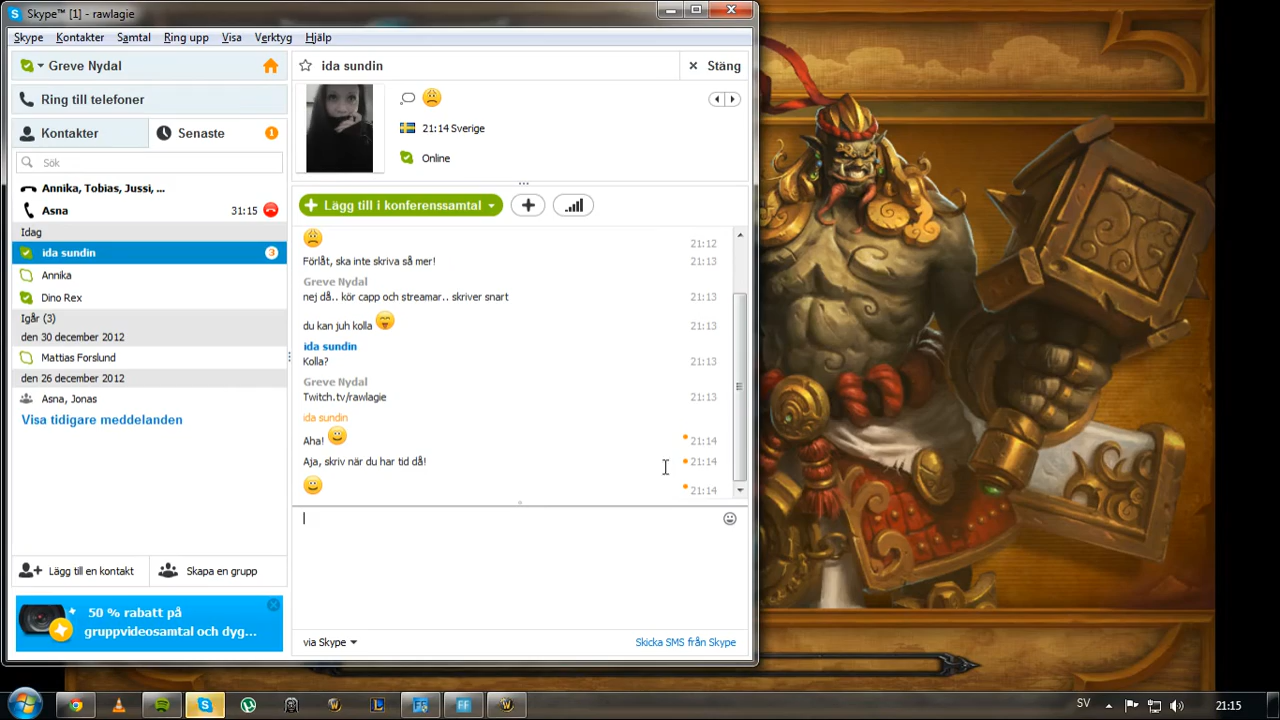 Skype™ [1] - rawlagie
Skype Kontakter Samtal Ring upp Visa Verktyg Hjälp
Greve Nydal
Ring till telefoner
Kontakter Senaste 1
Sök
Annika, Tobias, Jussi, ...
Asna 31:15
Idag
ida sundin 3
Annika
Dino Rex
Igår (3)
den 30 december 2012
Mattias Forslund
den 26 december 2012
Asna, Jonas
Visa tidigare meddelanden
Lägg till en kontakt Skapa en grupp
50 % rabatt på
gruppvideosamtal och dyg...
ida sundin Stäng
21:14 Sverige
Online
Lägg till i konferenssamtal
21:12
Förlåt, ska inte skriva så mer! 21:13
Greve Nydal
nej då.. kör capp och streamar.. skriver snart 21:13
du kan juh kolla 21:13
ida sundin
Kolla? 21:13
Greve Nydal
Twitch.tv/rawlagie 21:13
ida sundin
Aha! 21:14
Aja, skriv när du har tid då! 21:14
21:14
via Skype Skicka SMS från Skype
SV 21:15